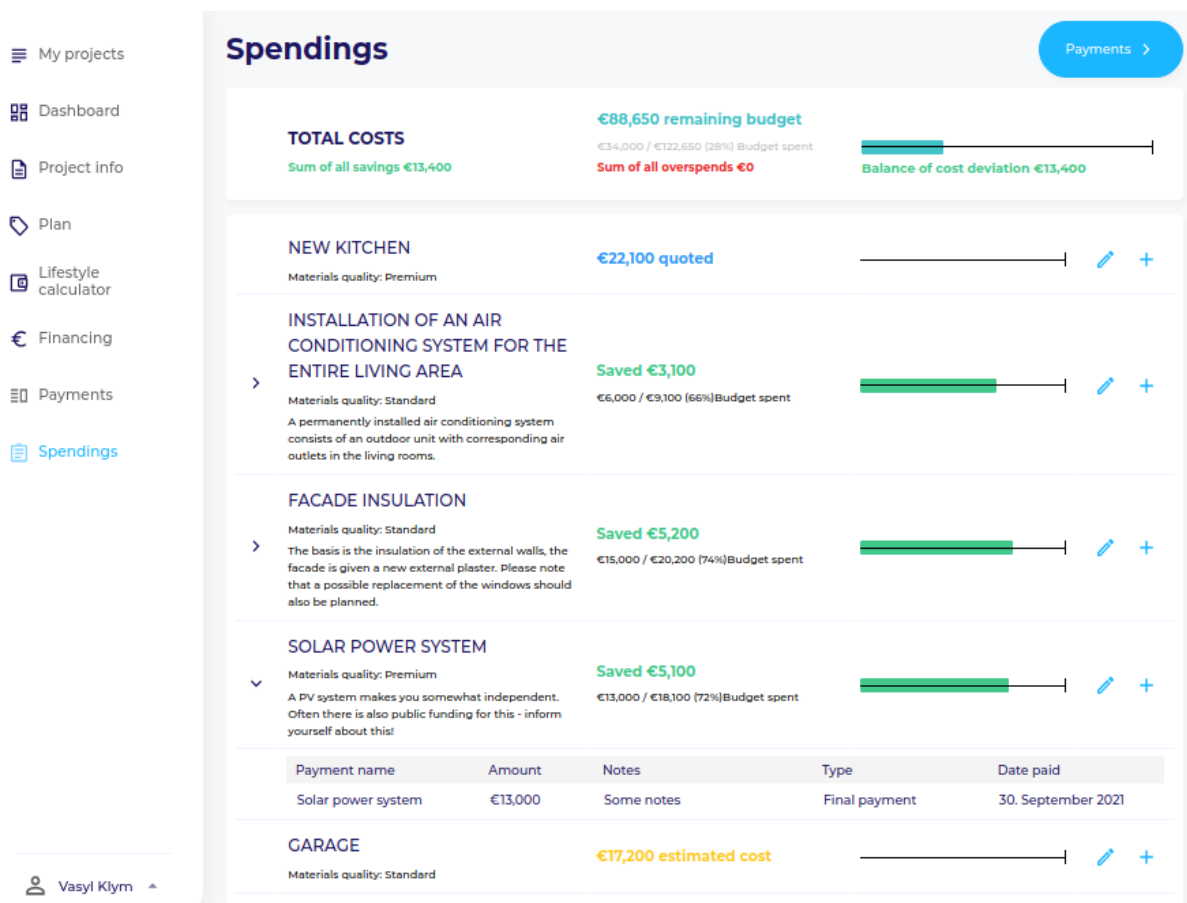 My projects
Dashboard
Project info
Plan
Lifestyle
calculator
Financing
Payments
Spendings
Vasyl Klym
Spendings
Payments
TOTAL COSTS
Sum of all savings €13,400
€88,650 remaining budget
€34,000 / €122,650 (28%) Budget spent
Sum of all overspends €0
Balance of cost deviation €13,400
NEW KITCHEN
Materials quality: Premium
€22,100 quoted
INSTALLATION OF AN AIR
CONDITIONING SYSTEM FOR THE
ENTIRE LIVING AREA
Materials quality: Standard
A permanently installed air conditioning system
consists of an outdoor unit with corresponding air
outlets in the living rooms.
Saved €3,100
€6,000 / €9,100 (66%)Budget spent
FACADE INSULATION
Materials quality: Standard
The basis is the insulation of the external walls, the
facade is given a new external plaster. Please note
that a possible replacement of the windows should
also be planned.
Saved €5,200
€15,000 / €20,200 (74%)Budget spent
SOLAR POWER SYSTEM
Materials quality: Premium
A PV system makes you somewhat independent.
Often there is also public funding for this - inform
yourself about this!
Saved €5,100
€13,000 / €18,100 (72%)Budget spent
Payment name Amount Notes Type Date paid
Solar power system €13,000 Some notes Final payment 30. September 2021
GARAGE
Materials quality: Standard
€17,200 estimated cost